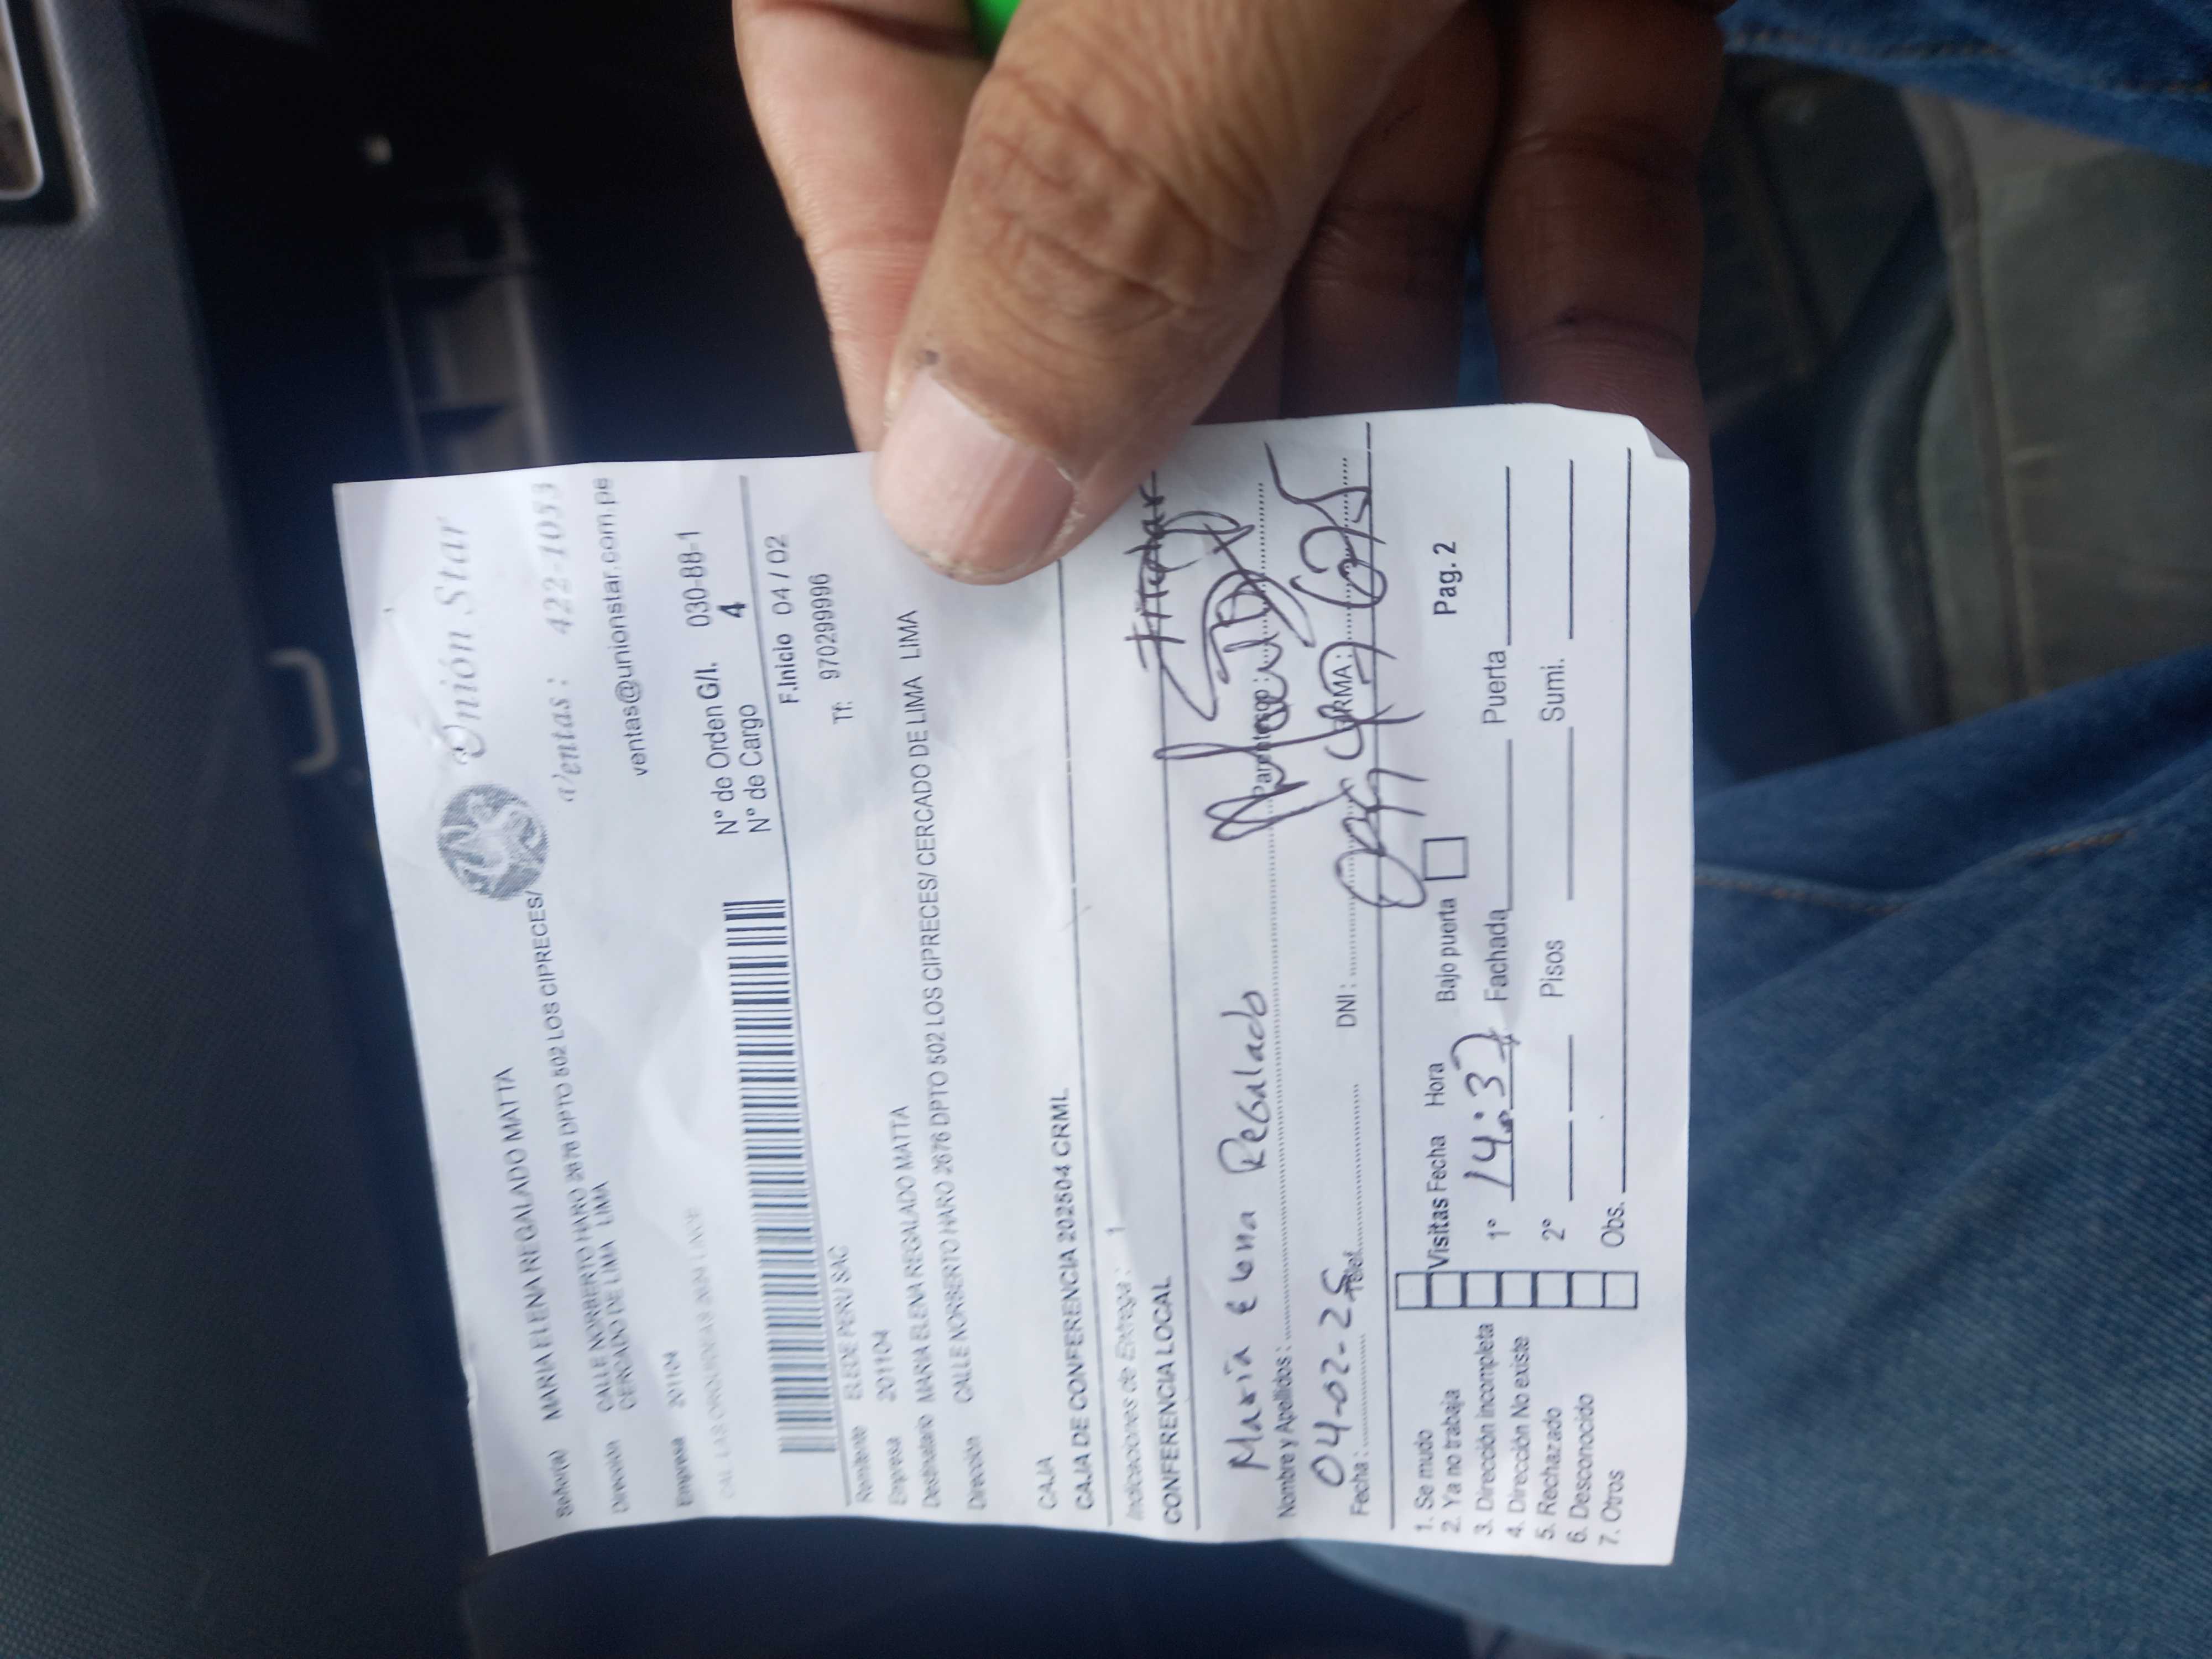 Unión Star
Ventas : 422-1053
ventas@unionstar.com.pe
Señor(a) MARIA ELENA REGALADO MATTA
Dirección CALLE NORBERTO HARO 2676 DPTO 502 LOS CIPRECES/
CERCADO DE LIMA LIMA
Empresa 201104
N° de Orden G/I. 030-88-1
N° de Cargo 4
F.Inicio 04 / 02
Remitente ELEDE PERU SAC Tf: 970299996
Empresa 201104
Destinatario MARIA ELENA REGALADO MATTA
Dirección CALLE NORBERTO HARO 2676 DPTO 502 LOS CIPRECES/ CERCADO DE LIMA LIMA
CAJA
CAJA DE CONFERENCIA 202504 CRML
Indicaciones de Entrega : 1
CONFERENCIA LOCAL
Titular
Maria Elena Regalado
Nombre y Apellidos : Parentesco :
04-02-25
Fecha : Telef. DNI : FIRMA :
1. Se mudo Visitas Fecha Hora Bajo puerta Pag. 2
2. Ya no trabaja
3. Dirección incompleta 1° 14:37 Fachada Puerta
4. Dirección No existe
5. Rechazado 2° Pisos Sumi.
6. Desconocido
7. Otros Obs.